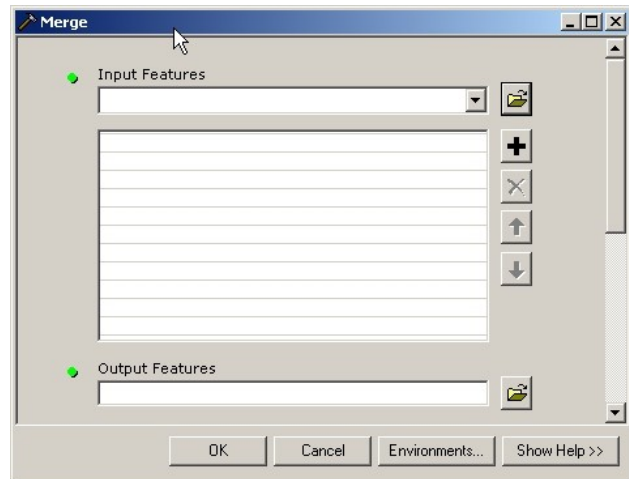 Merge
Input Features
Output Features
OK Cancel Environments... Show Help >>